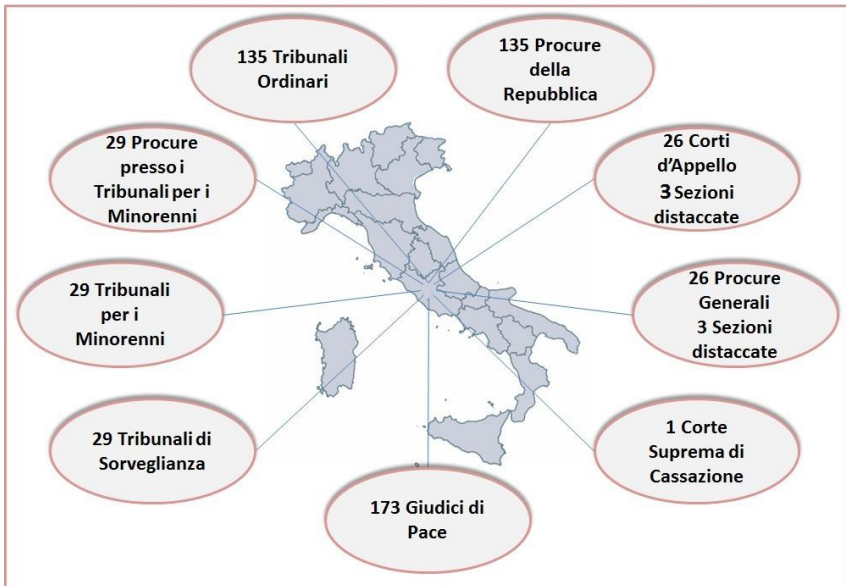 135 Tribunali
Ordinari
135 Procure
della
Repubblica
29 Procure
presso i
Tribunali per i
Minorenni
26 Corti
d'Appello
3 Sezioni
distaccate
29 Tribunali
per i
Minorenni
26 Procure
Generali
3 Sezioni
distaccate
29 Tribunali di
Sorveglianza
1 Corte
Suprema di
Cassazione
173 Giudici di
Pace